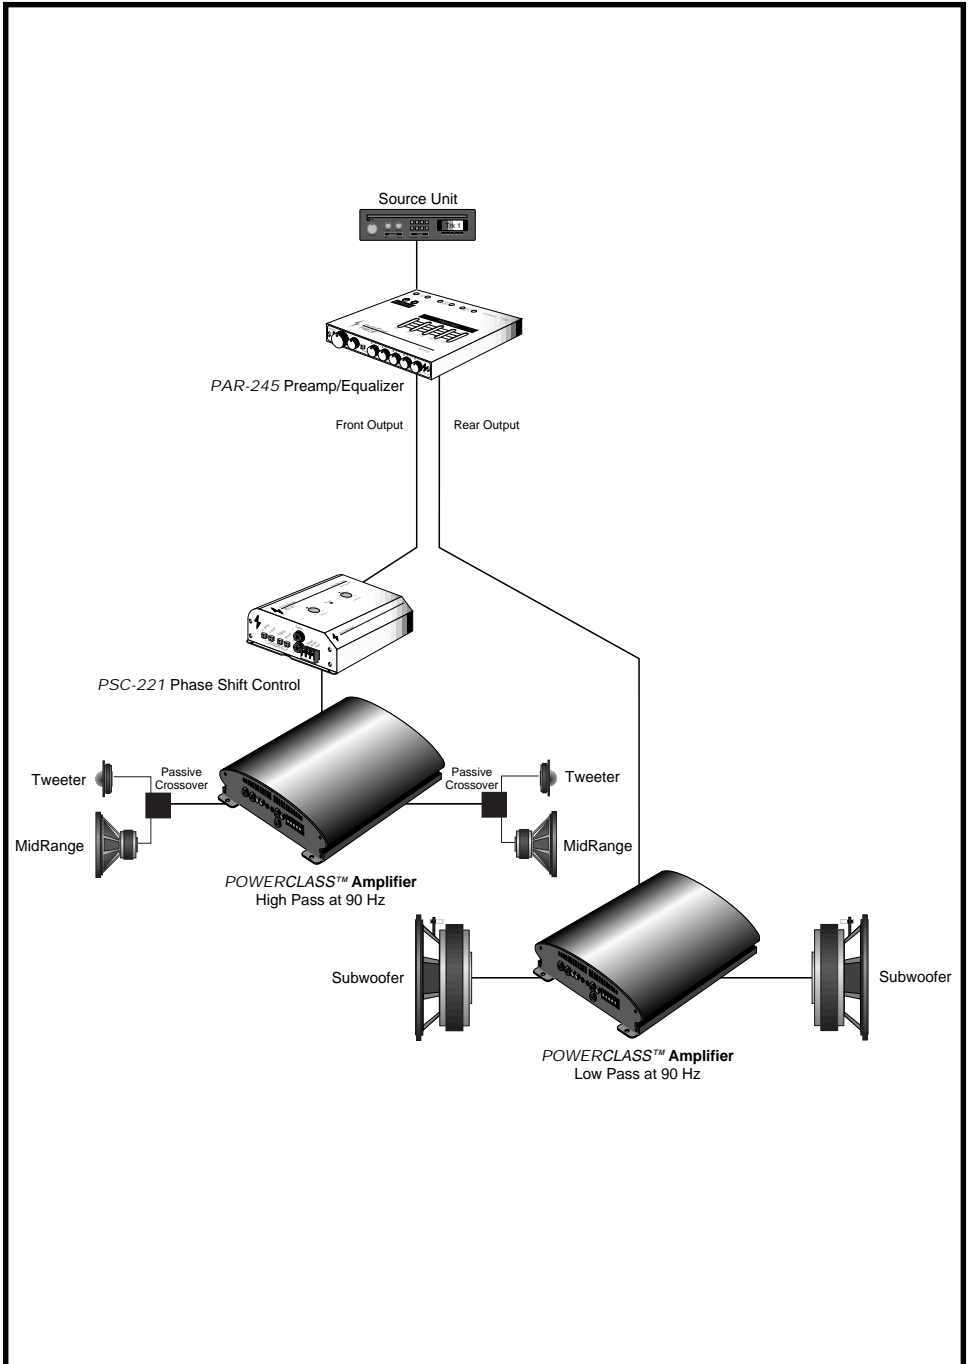 Source Unit
Trk 1
PAR-245 Preamp/Equalizer
Front Output
Rear Output
PSC-221 Phase Shift Control
Tweeter
Passive
Crossover
MidRange
Passive
Crossover
Tweeter
MidRange
POWERCLASS™ Amplifier
High Pass at 90 Hz
Subwoofer
Subwoofer
POWERCLASS™ Amplifier
Low Pass at 90 Hz